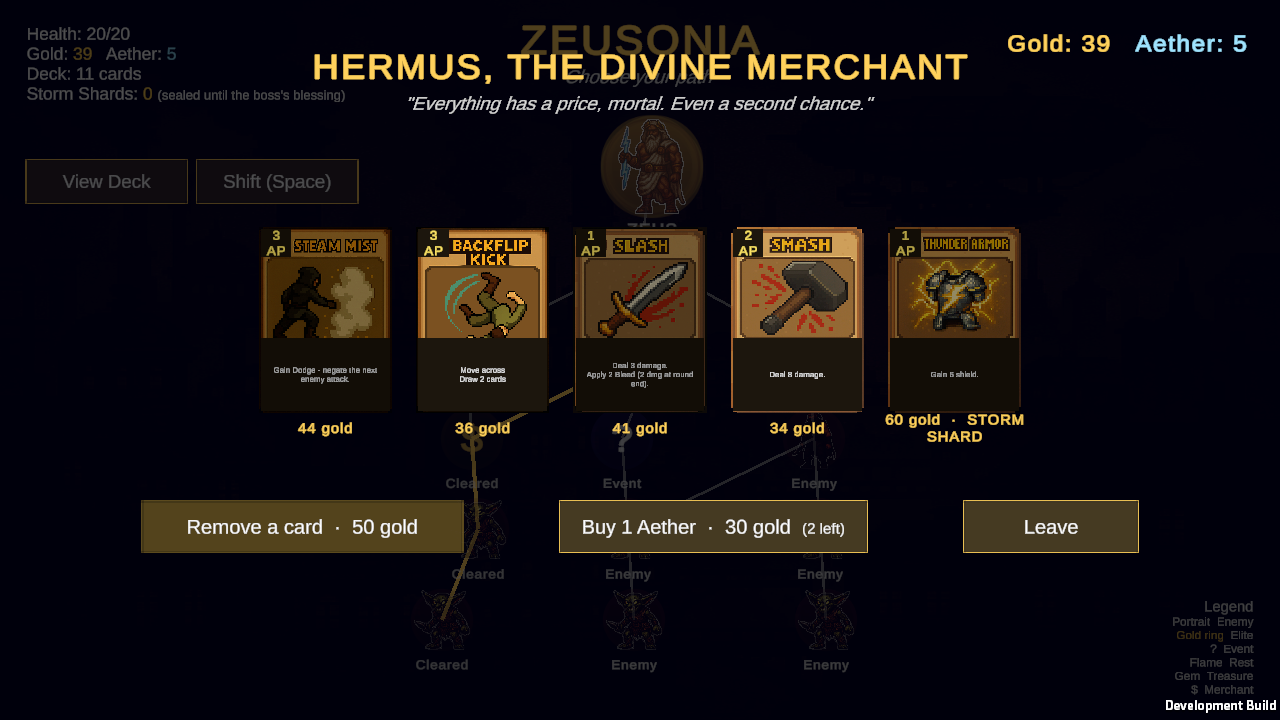 ZEUSONIA
Health: 20/20
Gold: 39 Aether: 5
Deck: 11 cards
Storm Shards: 0 (sealed until the boss's blessing)
Gold: 39 Aether: 5
Choose your path
HERMUS, THE DIVINE MERCHANT
"Everything has a price, mortal. Even a second chance."
View Deck
Shift (Space)
ZEUS
3 AP
STEAM MIST
Gain Dodge - negate the next
enemy attack.
44 gold
3 AP
BACKFLIP
KICK
Move across
Draw 2 cards
36 gold
1 AP
SLASH
Deal 3 damage.
Apply 2 Bleed (2 dmg at round
end).
41 gold
2 AP
SMASH
Deal 8 damage.
34 gold
1 AP
THUNDER ARMOR
Gain 5 shield.
60 gold · STORM
SHARD
$
?
Cleared
Event
Enemy
Remove a card · 50 gold
Buy 1 Aether · 30 gold (2 left)
Leave
Cleared
Enemy
Enemy
Cleared
Enemy
Enemy
Legend
Portrait Enemy
Gold ring Elite
? Event
Flame Rest
Gem Treasure
$ Merchant
Development Build